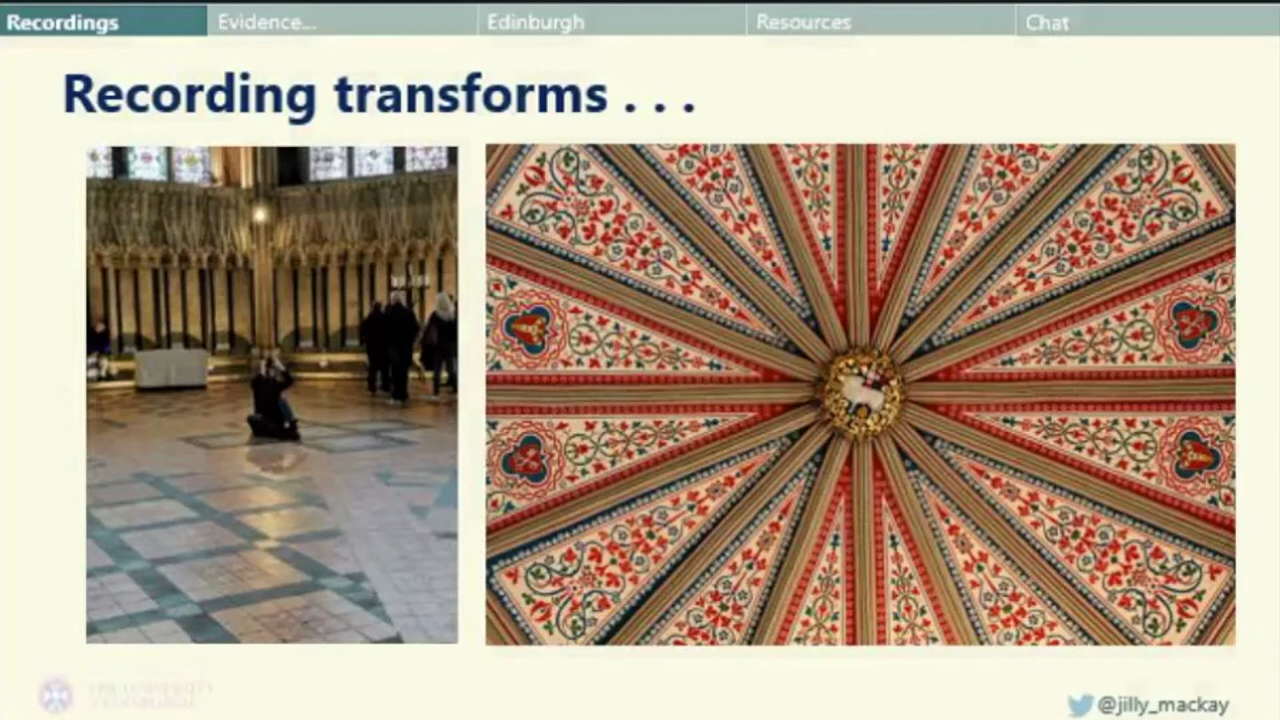 Recordings
Evidence...
Edinburgh
Resources
Chat
Recording transforms . . .
@jilly_mackay